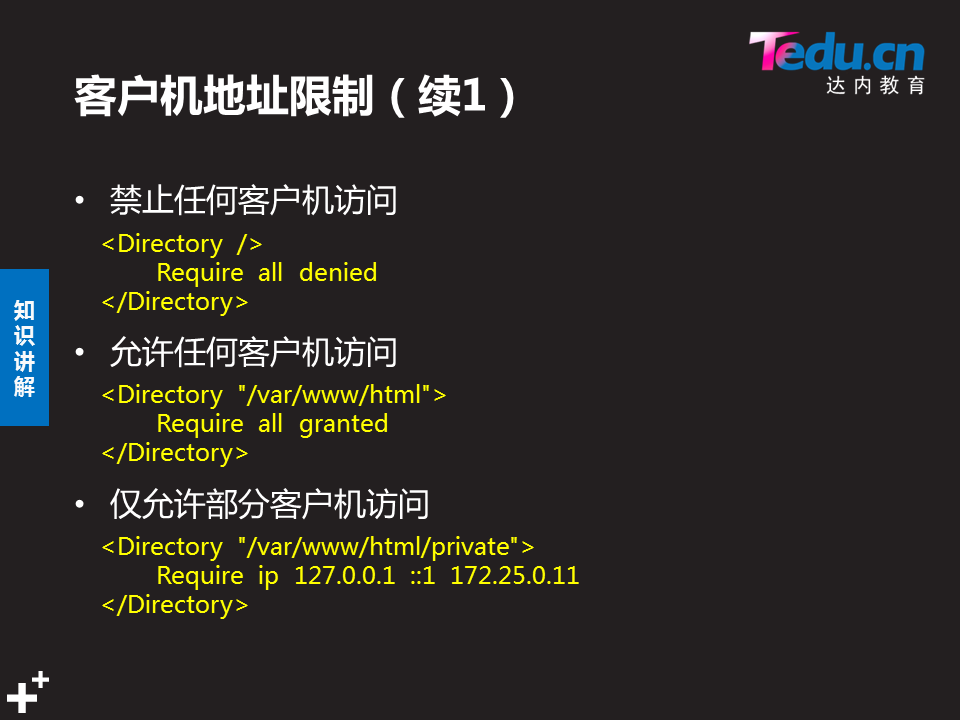 Tedu.cn
达内教育
客户机地址限制（续1）
• 禁止任何客户机访问
<Directory />
Require all denied
</Directory>
• 允许任何客户机访问
<Directory "/var/www/html">
Require all granted
</Directory>
• 仅允许部分客户机访问
<Directory "/var/www/html/private">
Require ip 127.0.0.1 ::1 172.25.0.11
</Directory>
知
识
讲
解